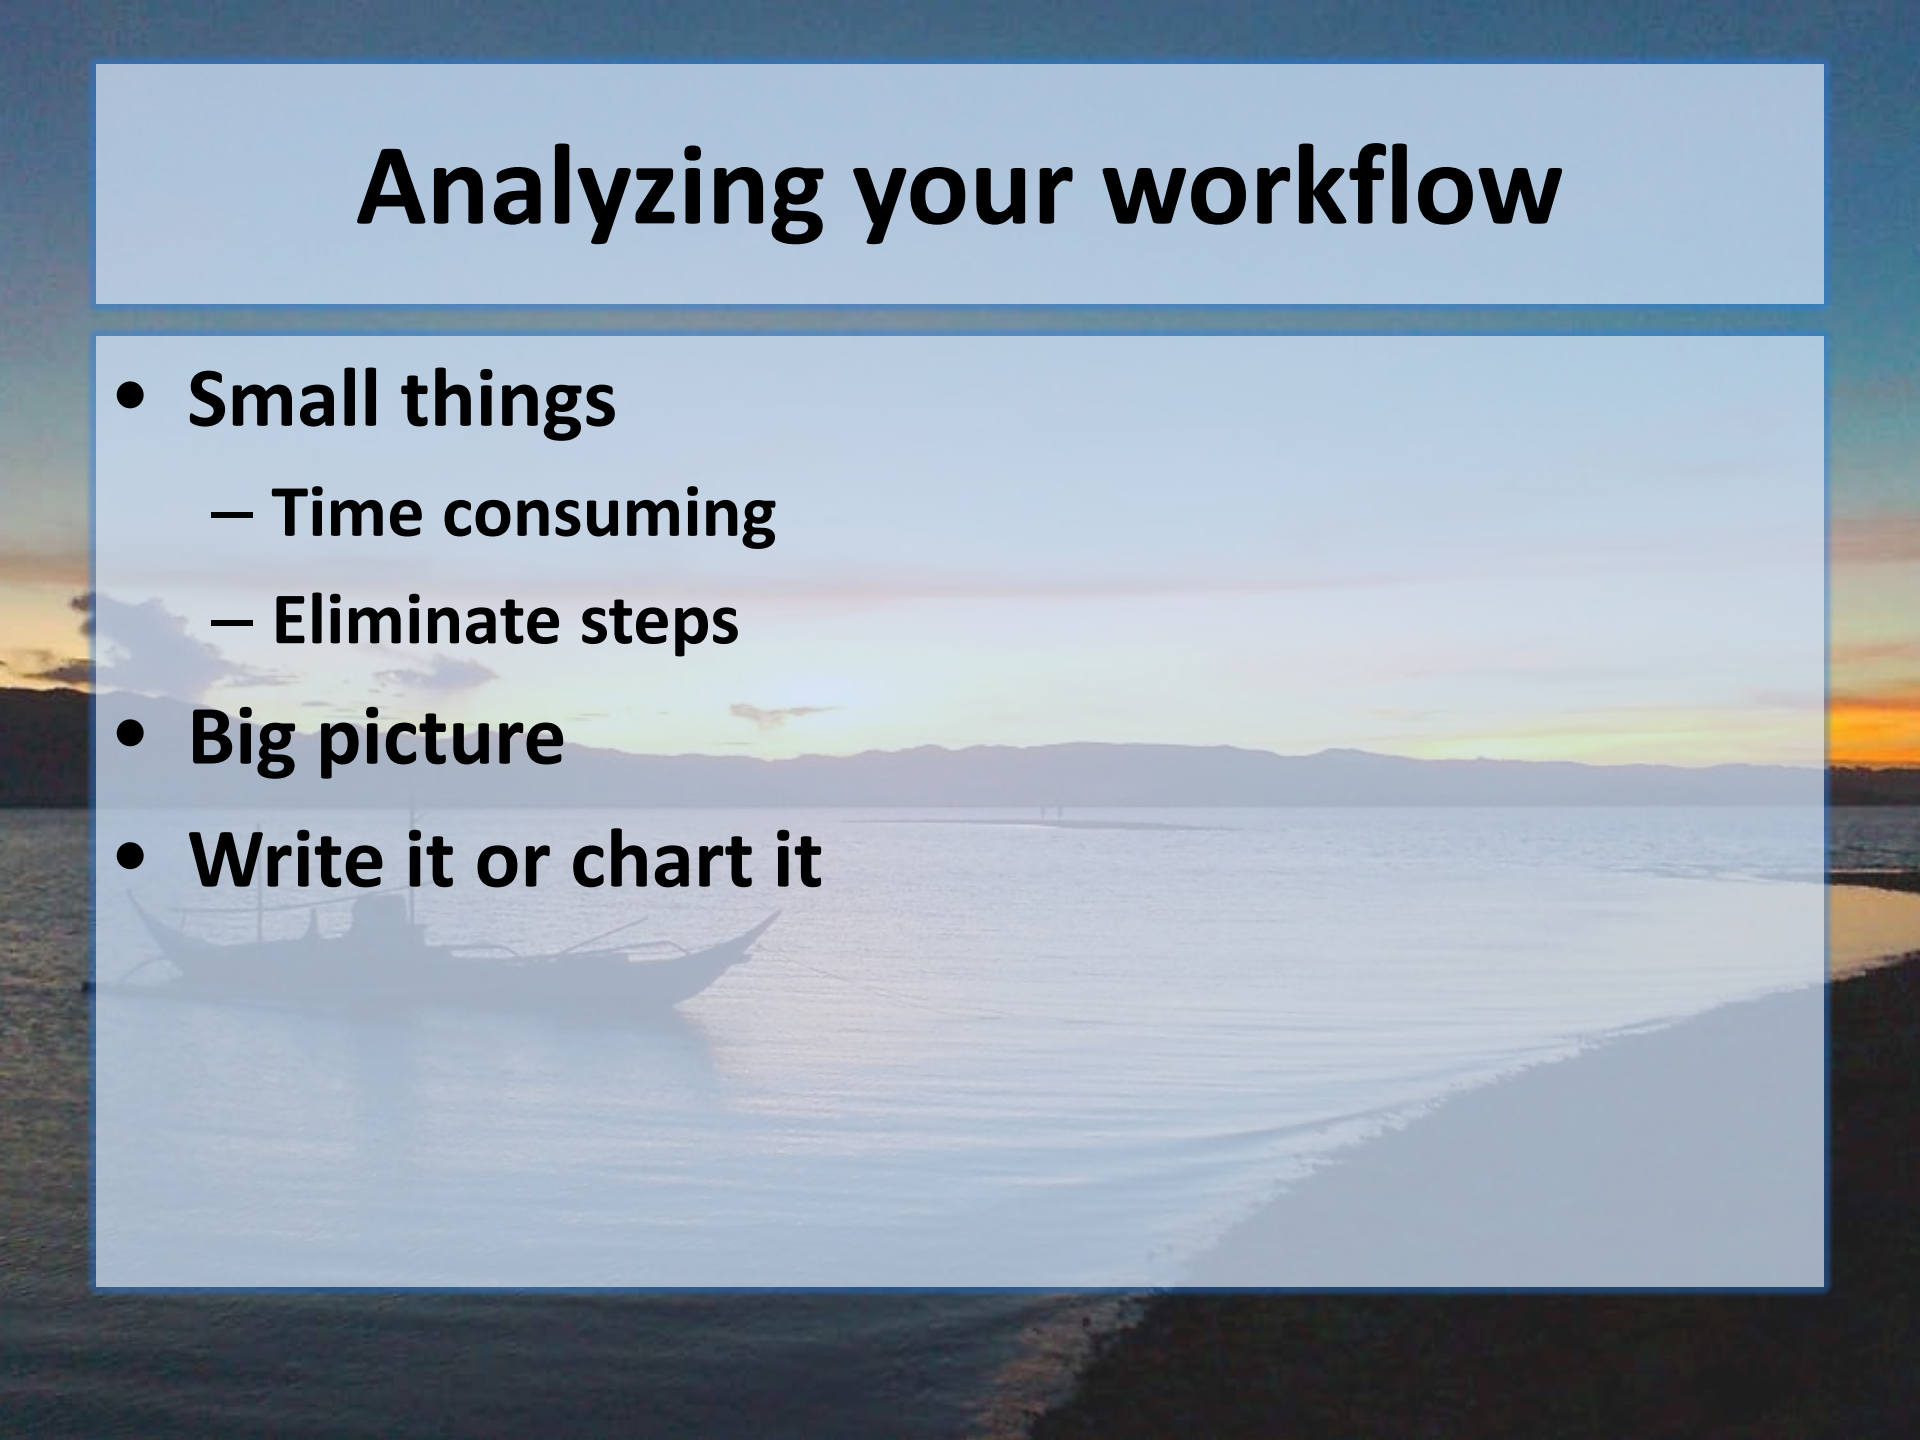 Analyzing your workflow
• Small things
– Time consuming
– Eliminate steps
• Big picture
• Write it or chart it